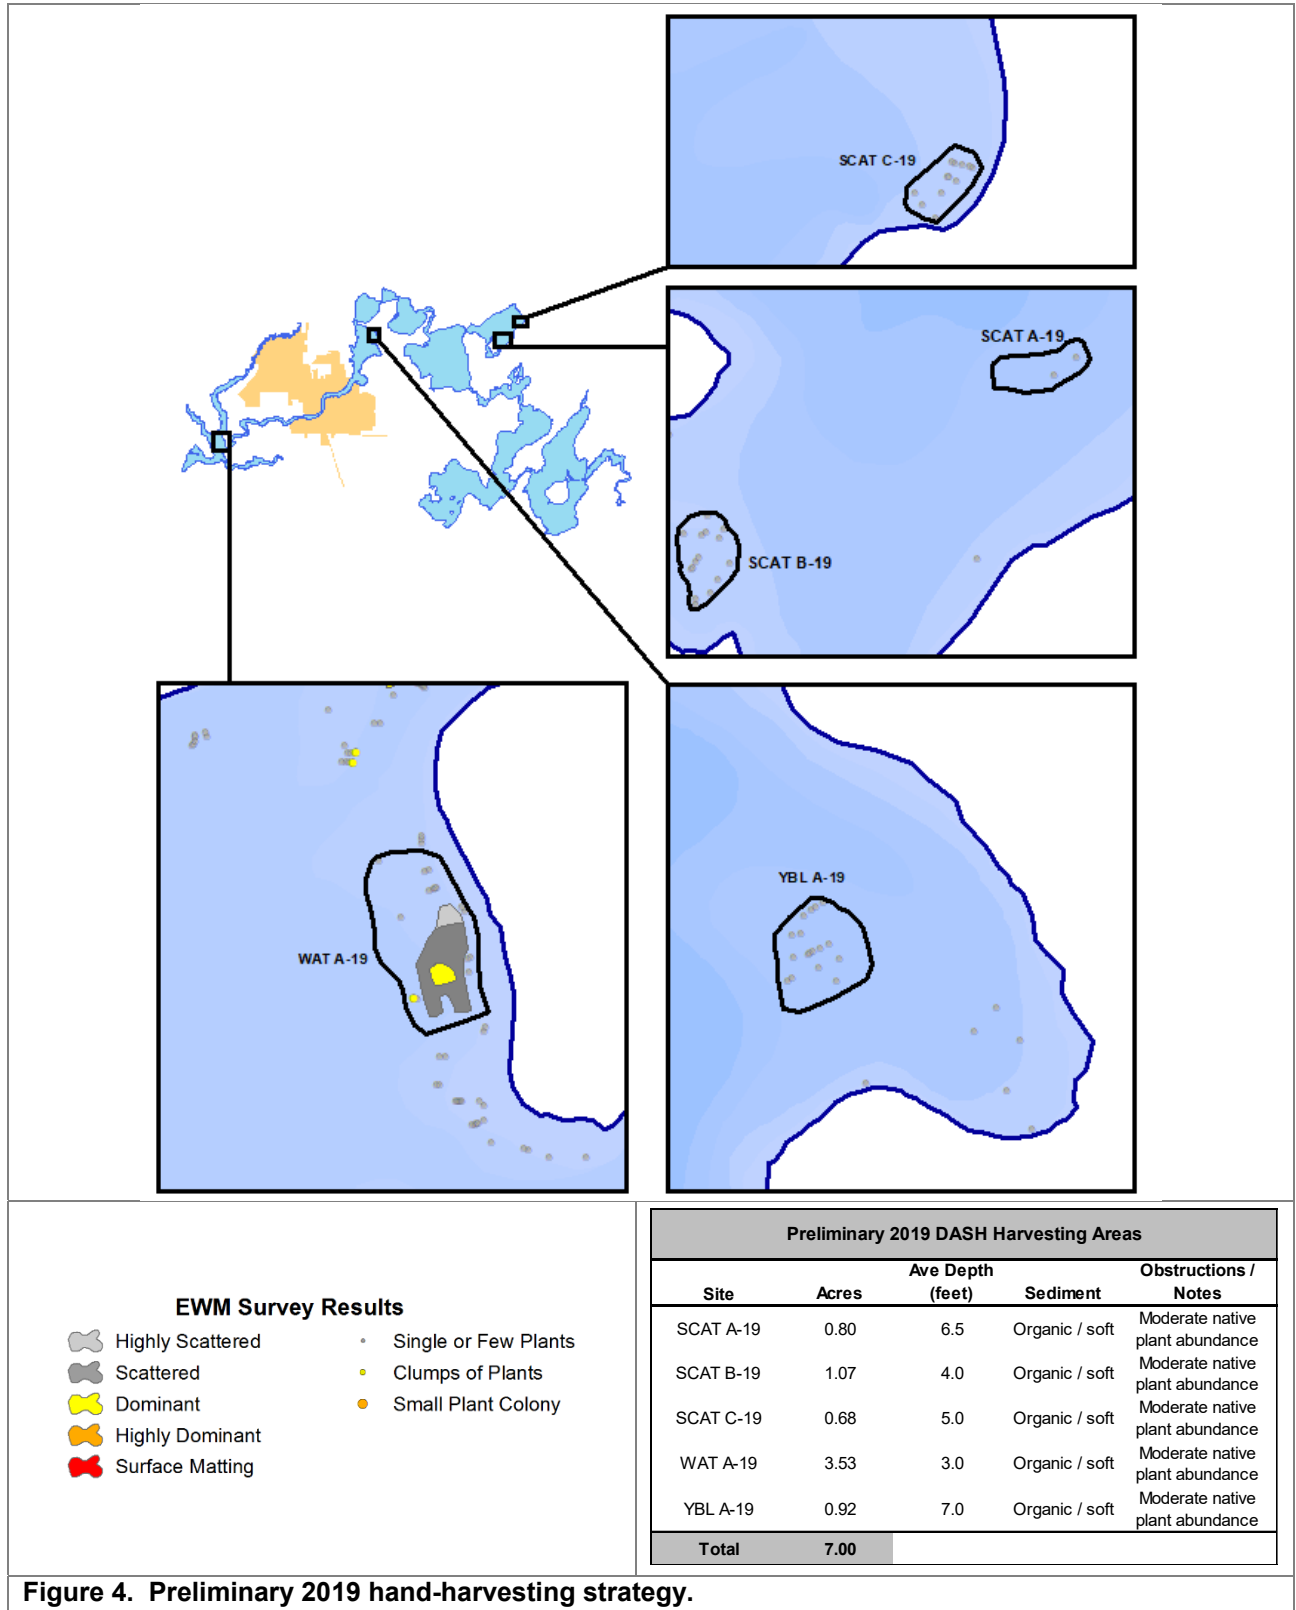 SCAT C-19
SCAT A-19
SCAT B-19
WAT A-19
YBL A-19
EWM Survey Results
Highly Scattered
Scattered
Dominant
Highly Dominant
Surface Matting
Single or Few Plants
Clumps of Plants
Small Plant Colony
Preliminary 2019 DASH Harvesting Areas
Site Acres Ave Depth (feet) Sediment Obstructions / Notes
SCAT A-19 0.80 6.5 Organic / soft Moderate native plant abundance
SCAT B-19 1.07 4.0 Organic / soft Moderate native plant abundance
SCAT C-19 0.68 5.0 Organic / soft Moderate native plant abundance
WAT A-19 3.53 3.0 Organic / soft Moderate native plant abundance
YBL A-19 0.92 7.0 Organic / soft Moderate native plant abundance
Total 7.00
Figure 4. Preliminary 2019 hand-harvesting strategy.